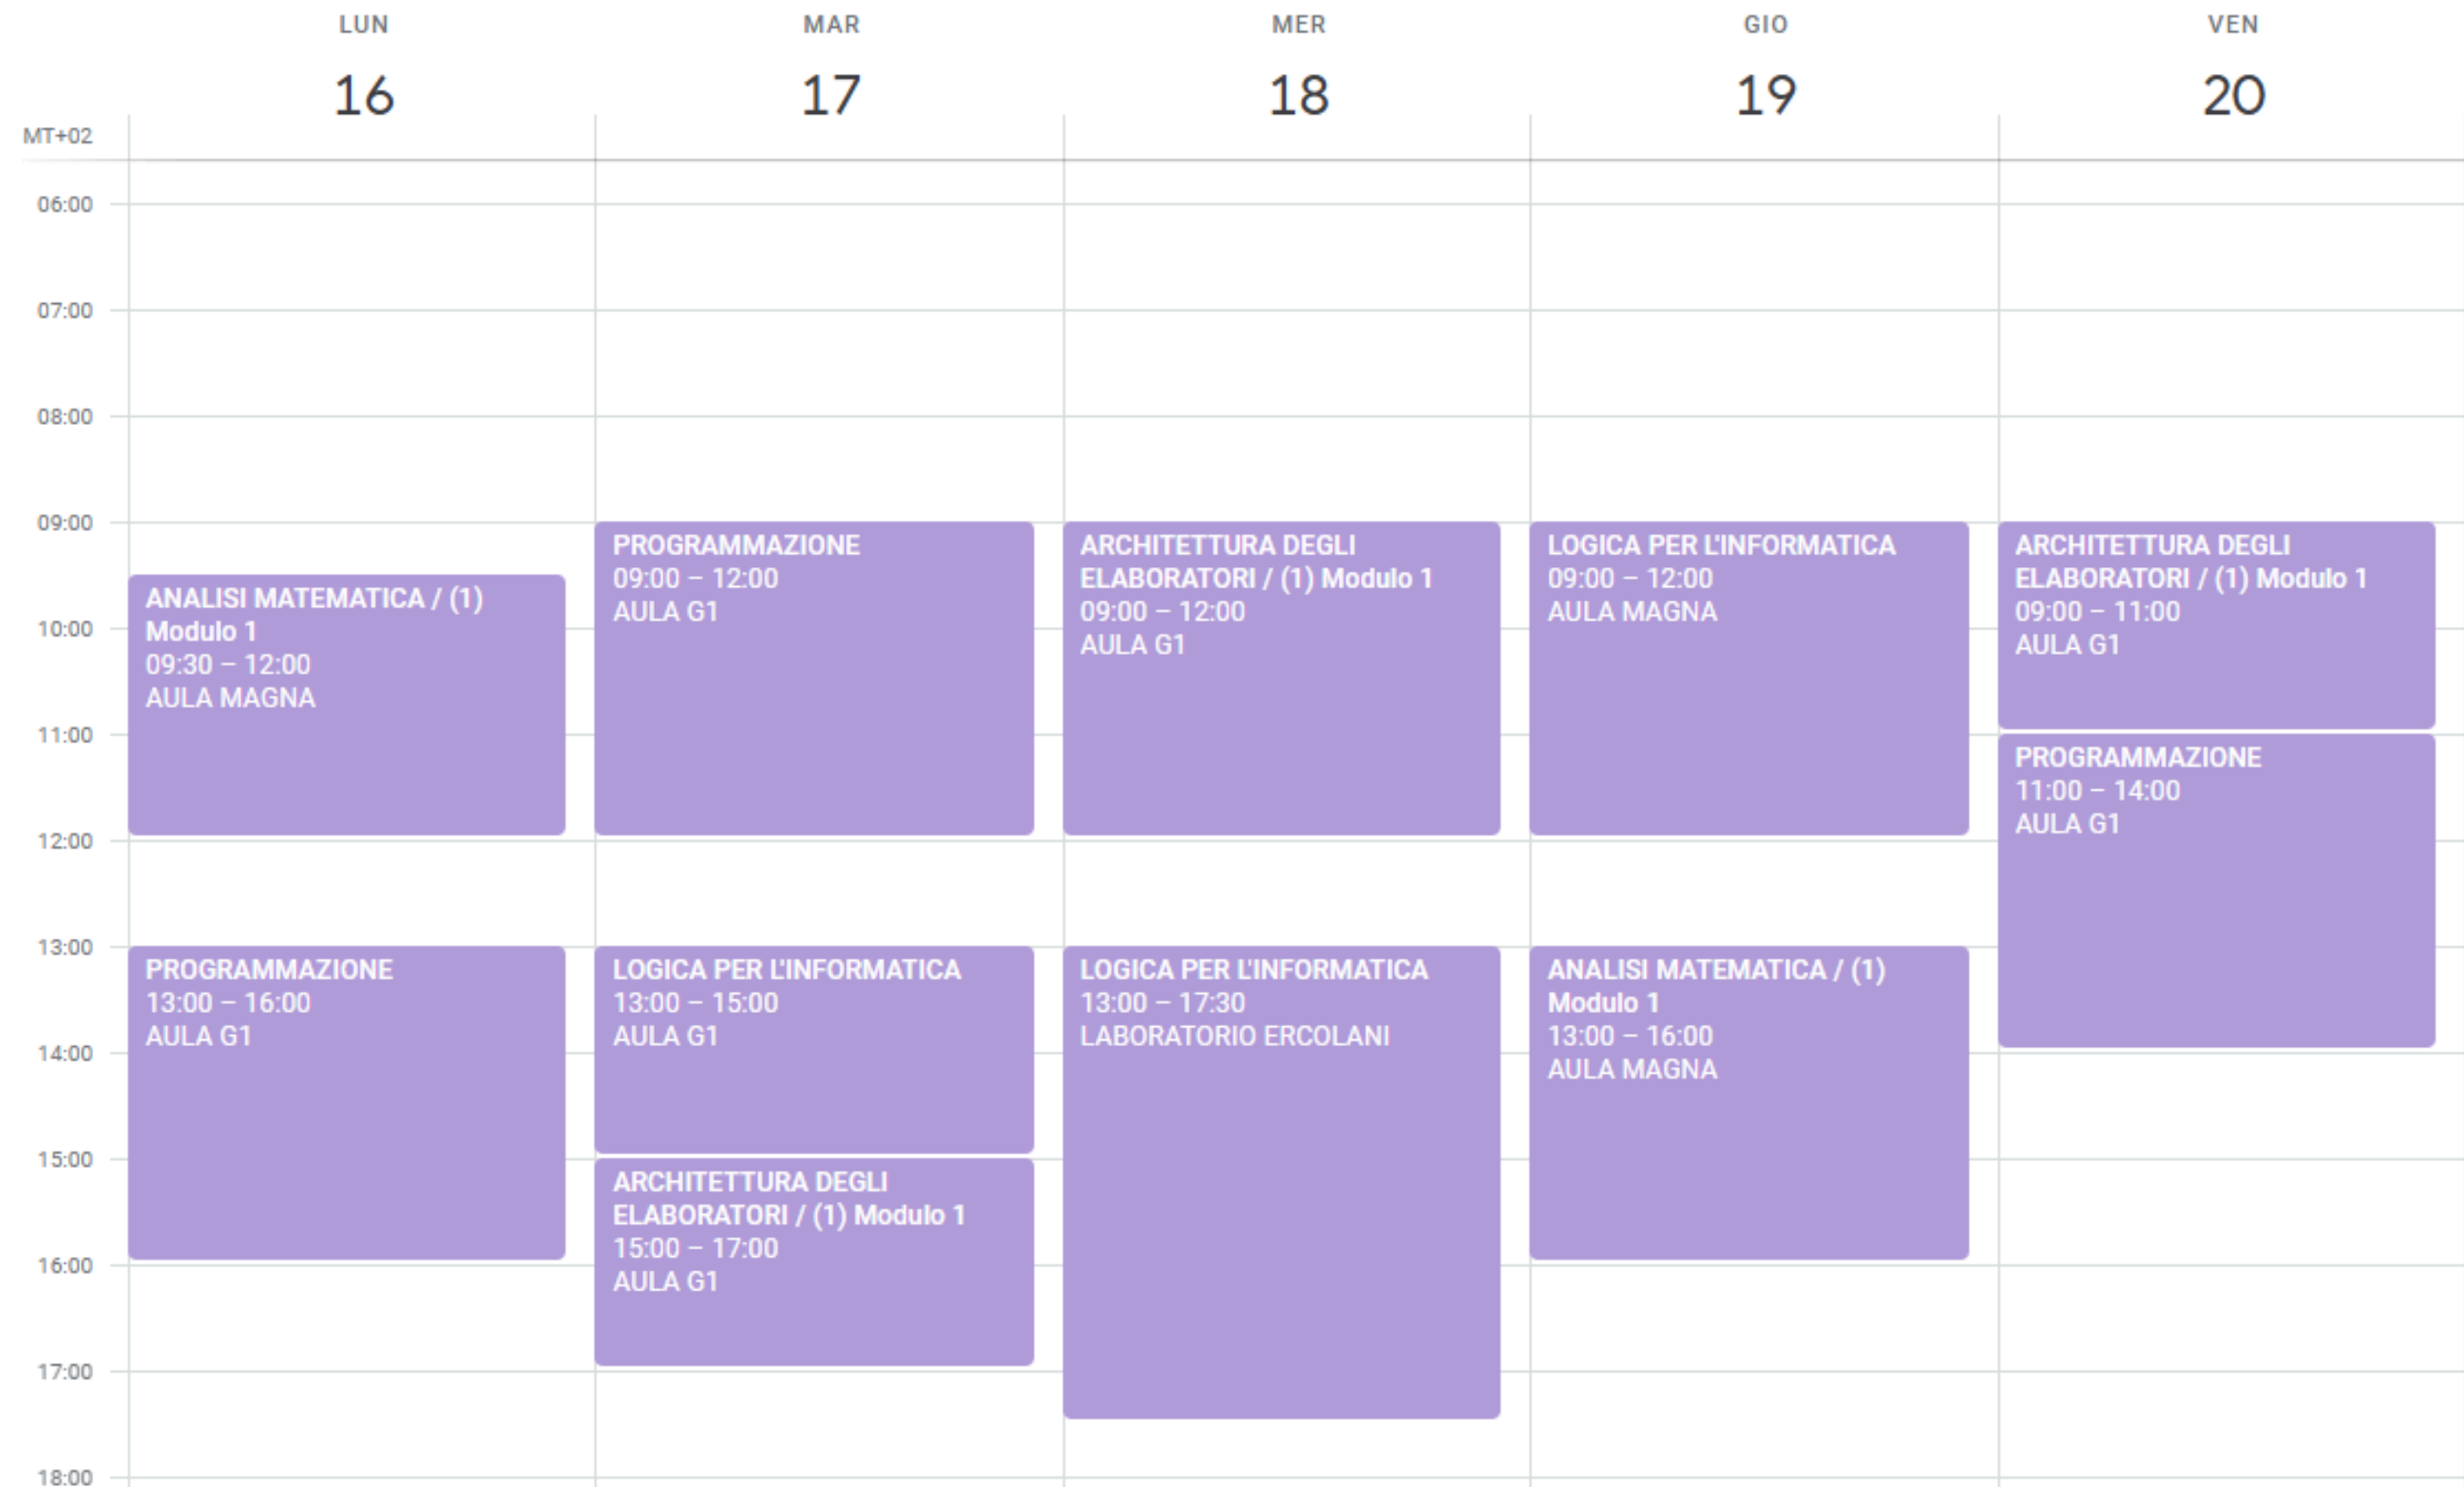 LUN
16
MAR
17
MER
18
GIO
19
VEN
20
MT+02
06:00
07:00
08:00
09:00
10:00
11:00
12:00
13:00
14:00
15:00
16:00
17:00
18:00
ANALISI MATEMATICA / (1)
Modulo 1
09:30 – 12:00
AULA MAGNA
PROGRAMMAZIONE
13:00 – 16:00
AULA G1
PROGRAMMAZIONE
09:00 – 12:00
AULA G1
LOGICA PER L'INFORMATICA
13:00 – 15:00
AULA G1
ARCHITETTURA DEGLI
ELABORATORI / (1) Modulo 1
15:00 – 17:00
AULA G1
ARCHITETTURA DEGLI
ELABORATORI / (1) Modulo 1
09:00 – 12:00
AULA G1
LOGICA PER L'INFORMATICA
13:00 – 17:30
LABORATORIO ERCOLANI
LOGICA PER L'INFORMATICA
09:00 – 12:00
AULA MAGNA
ANALISI MATEMATICA / (1)
Modulo 1
13:00 – 16:00
AULA MAGNA
ARCHITETTURA DEGLI
ELABORATORI / (1) Modulo 1
09:00 – 11:00
AULA G1
PROGRAMMAZIONE
11:00 – 14:00
AULA G1